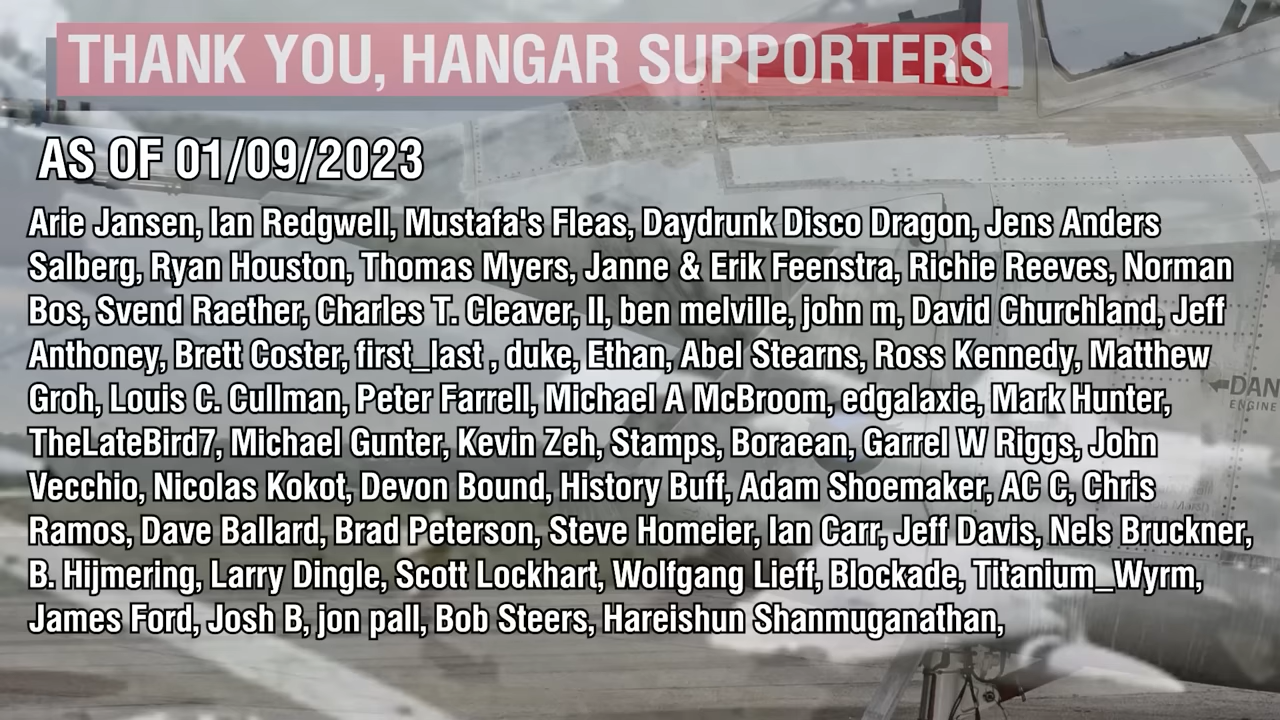 THANK YOU, HANGAR SUPPORTERS
AS OF 01/09/2023
Arie Jansen, Ian Redgwell, Mustafa's Fleas, Daydrunk Disco Dragon, Jens Anders
Salberg, Ryan Houston, Thomas Myers, Janne & Erik Feenstra, Richie Reeves, Norman
Bos, Svend Raether, Charles T. Cleaver, II, ben melville, john m, David Churchland, Jeff
Anthoney, Brett Coster, first_last , duke, Ethan, Abel Stearns, Ross Kennedy, Matthew
Groh, Louis C. Cullman, Peter Farrell, Michael A McBroom, edgalaxie, Mark Hunter,
TheLateBird7, Michael Gunter, Kevin Zeh, Stamps, Boraean, Garrel W Riggs, John
Vecchio, Nicolas Kokot, Devon Bound, History Buff, Adam Shoemaker, AC C, Chris
Ramos, Dave Ballard, Brad Peterson, Steve Homeier, Ian Carr, Jeff Davis, Nels Bruckner,
B. Hijmering, Larry Dingle, Scott Lockhart, Wolfgang Lieff, Blockade, Titanium_Wyrm,
James Ford, Josh B, jon pall, Bob Steers, Hareishun Shanmuganathan,
DAN
ENGINE